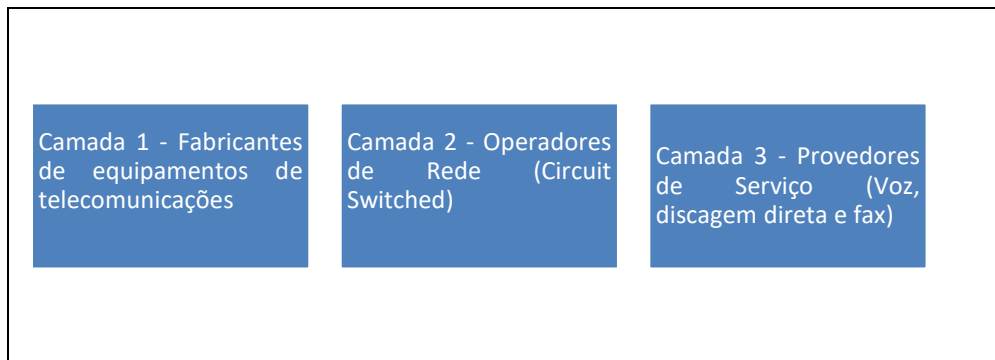 Camada 1 - Fabricantes
de equipamentos de
telecomunicações
Camada 2 - Operadores
de Rede (Circuit
Switched)
Camada 3 - Provedores
de Serviço (Voz,
discagem direta e fax)